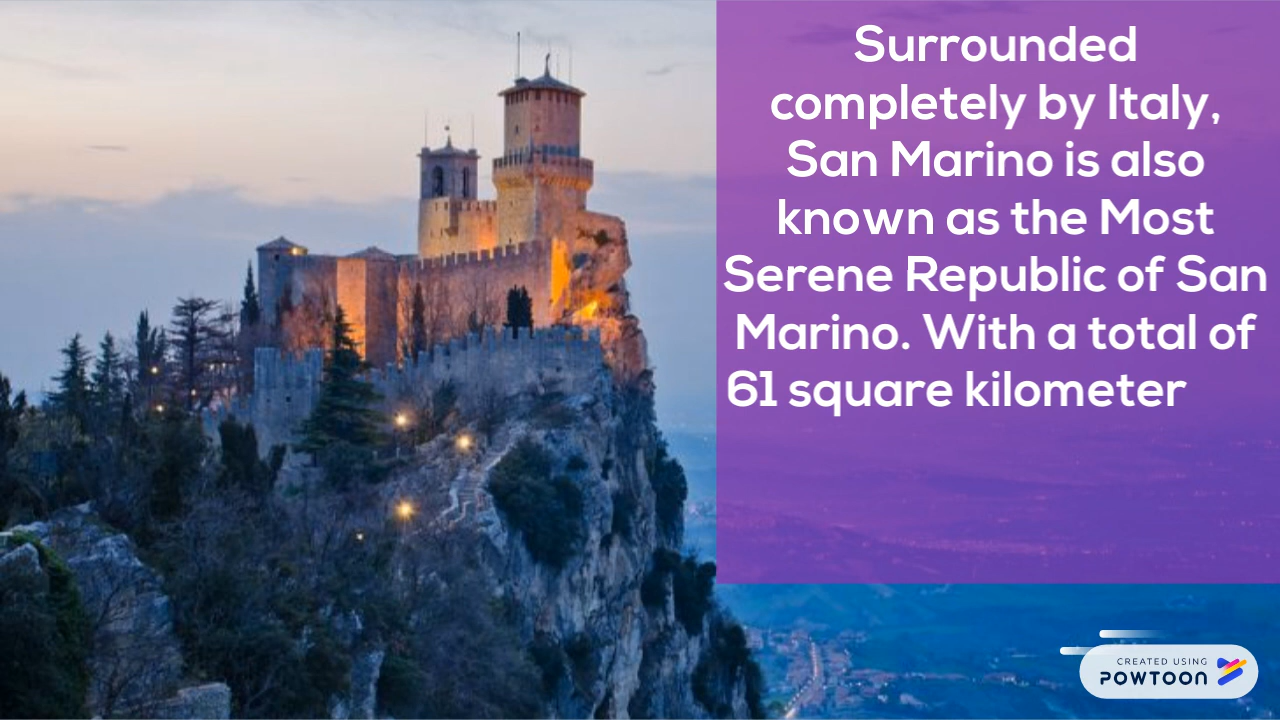 Surrounded
completely by Italy,
San Marino is also
known as the Most
Serene Republic of San
Marino. With a total of
61 square kilometer
CREATED USING
POWTOON